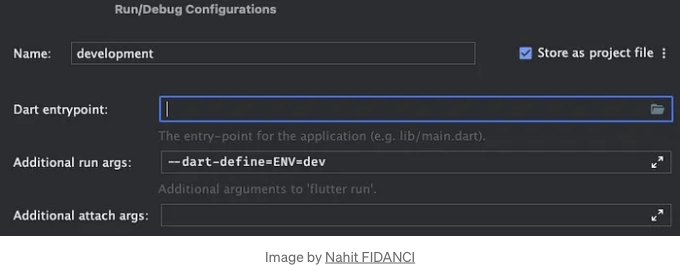 Run/Debug Configurations
Name: development Store as project file
Dart entrypoint:
The entry-point for the application (e.g. lib/main.dart).
Additional run args: --dart-define=ENV=dev
Additional arguments to 'flutter run'.
Additional attach args:
Image by Nahit FIDANCI